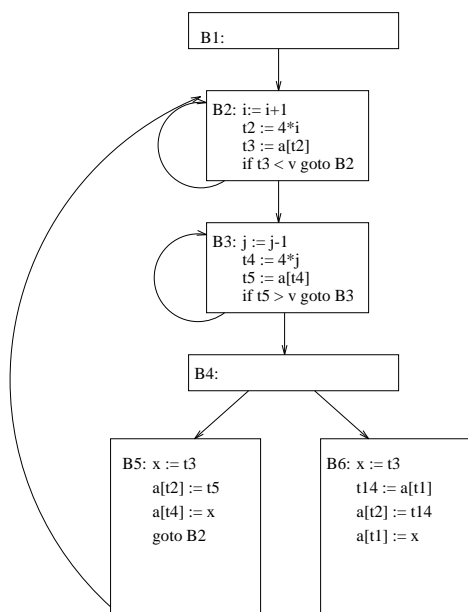 B1:
B2: i:= i+1
t2 := 4*i
t3 := a[t2]
if t3 < v goto B2
B3: j := j-1
t4 := 4*j
t5 := a[t4]
if t5 > v goto B3
B4:
B5: x := t3
a[t2] := t5
a[t4] := x
goto B2
B6: x := t3
t14 := a[t1]
a[t2] := t14
a[t1] := x